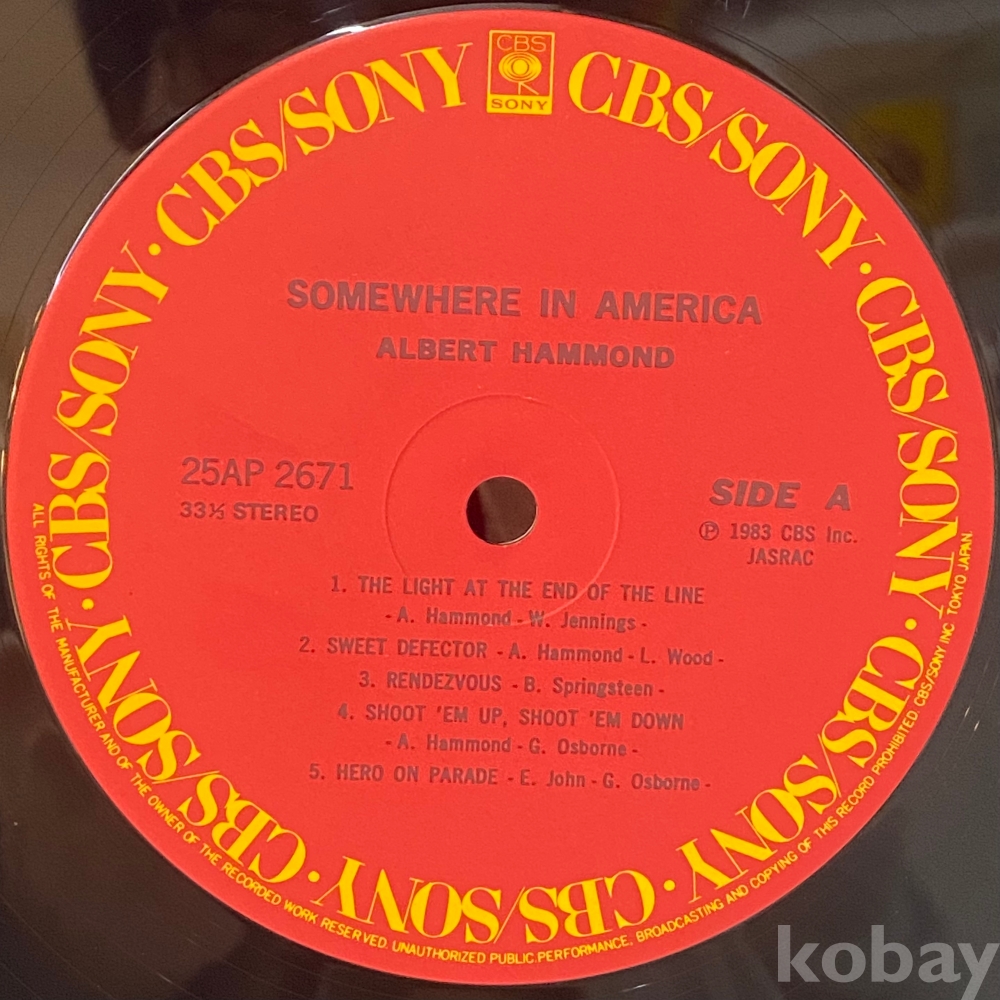 CBS
SONY
CBS/SONY · CBS/SONY · CBS/SONY · CBS/SONY · CBS/SONY · CBS/SONY · CBS/SONY · CBS/SONY
SOMEWHERE IN AMERICA
ALBERT HAMMOND
25AP 2671
33⅓ STEREO
SIDE A
℗ 1983 CBS Inc.
JASRAC
1. THE LIGHT AT THE END OF THE LINE
- A. Hammond - W. Jennings -
2. SWEET DEFECTOR - A. Hammond - L. Wood -
3. RENDEZVOUS - B. Springsteen -
4. SHOOT 'EM UP, SHOOT 'EM DOWN
- A. Hammond - G. Osborne -
5. HERO ON PARADE - E. John - G. Osborne -
ALL RIGHTS OF THE MANUFACTURER AND OF THE OWNER OF THE RECORDED WORK RESERVED. UNAUTHORIZED PUBLIC PERFORMANCE, BROADCASTING AND COPYING OF THIS RECORD PROHIBITED. CBS/SONY INC. TOKYO JAPAN.
kobay